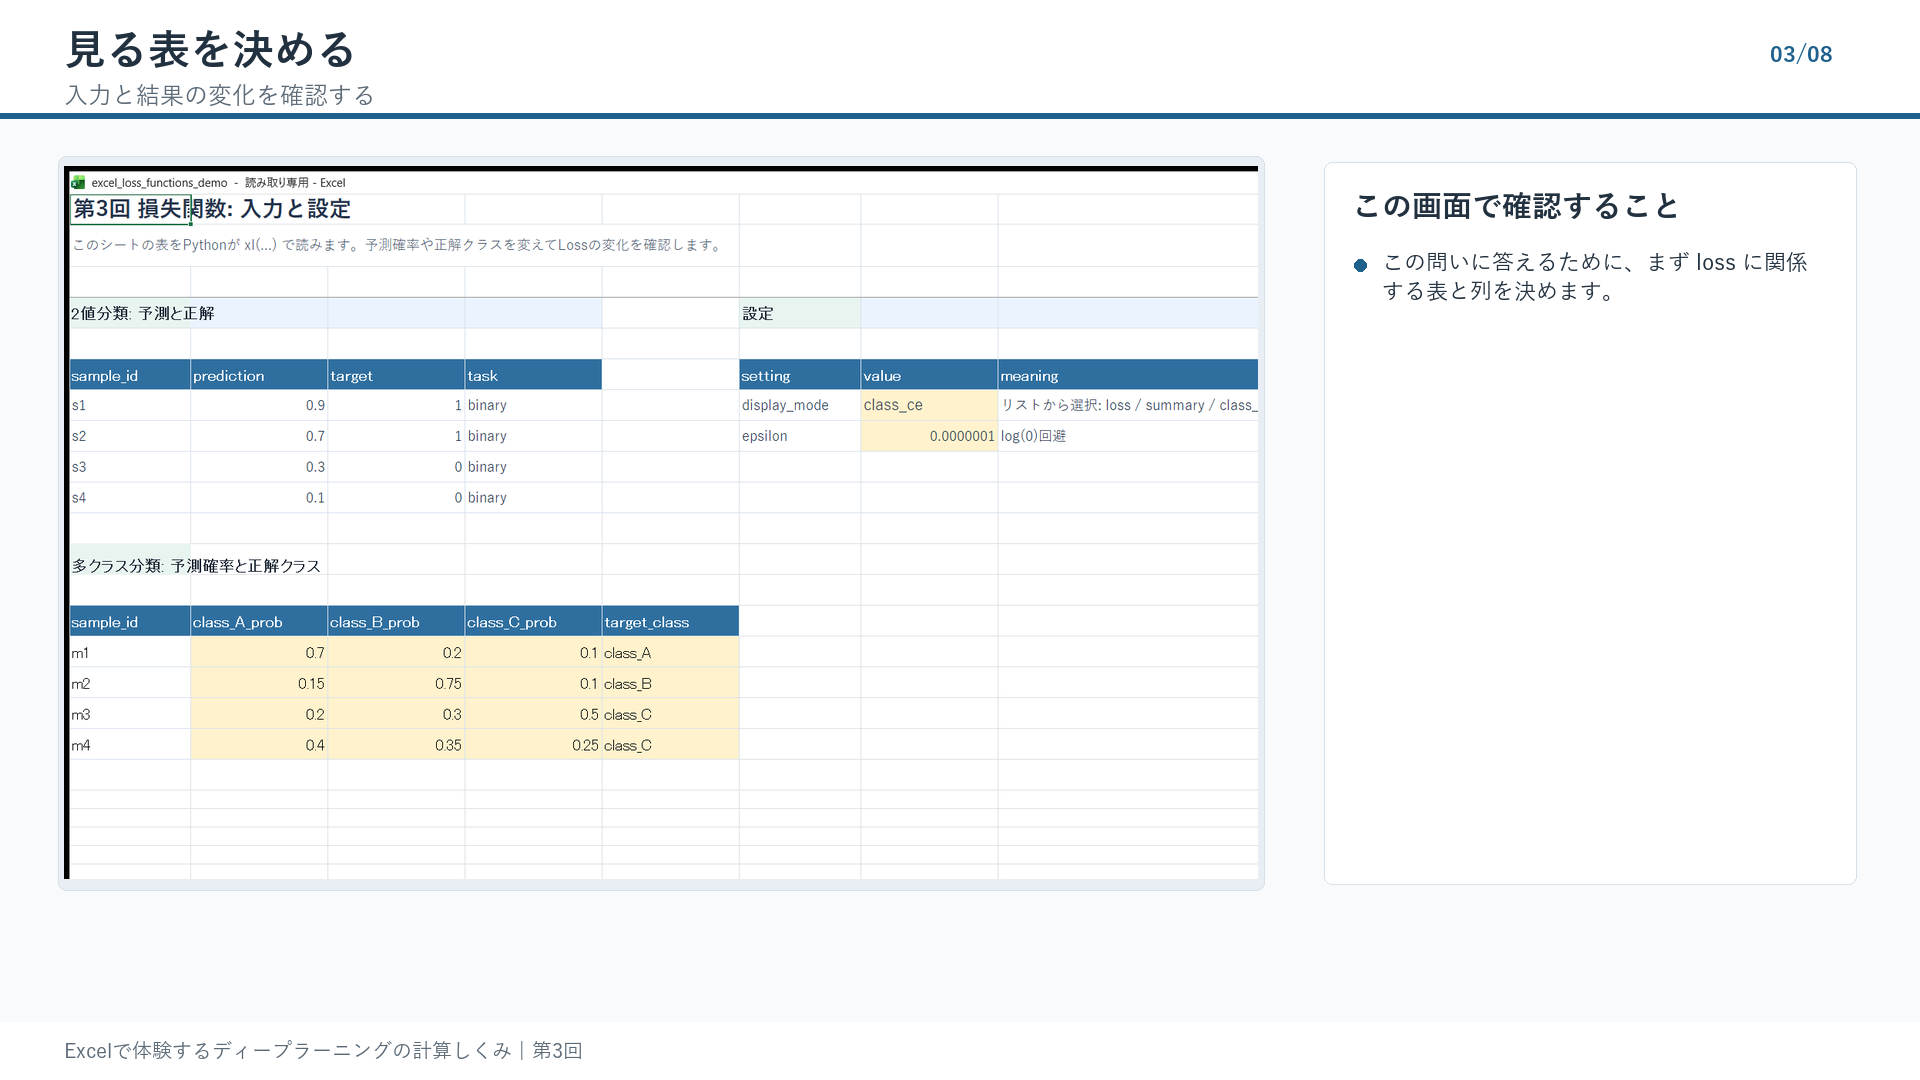 見る表を決める
入力と結果の変化を確認する
03/08
excel_loss_functions_demo - 読み取り専用 - Excel
第3回 損失関数: 入力と設定
このシートの表をPythonが xl(...) で読みます。予測確率や正解クラスを変えてLossの変化を確認します。
2値分類: 予測と正解
sample_id prediction target task
s1 0.9 1 binary
s2 0.7 1 binary
s3 0.3 0 binary
s4 0.1 0 binary
設定
setting value meaning
display_mode class_ce リストから選択: loss / summary / class_
epsilon 0.0000001 log(0)回避
多クラス分類: 予測確率と正解クラス
sample_id class_A_prob class_B_prob class_C_prob target_class
m1 0.7 0.2 0.1 class_A
m2 0.15 0.75 0.1 class_B
m3 0.2 0.3 0.5 class_C
m4 0.4 0.35 0.25 class_C
この画面で確認すること
この問いに答えるために、まず loss に関係
する表と列を決めます。
Excelで体験するディープラーニングの計算しくみ｜第3回